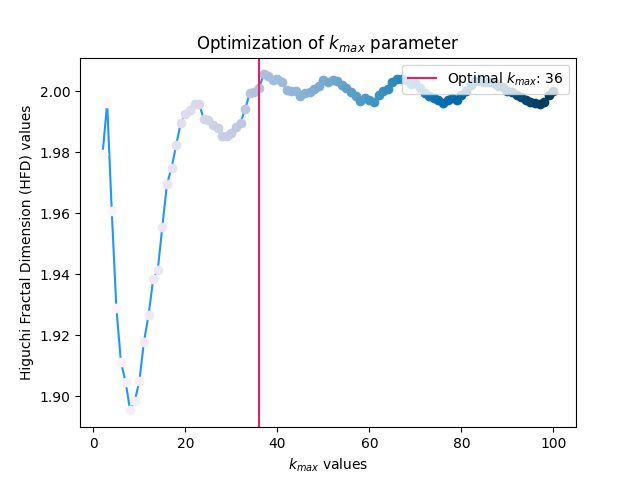 Optimization of k_max parameter
Optimal k_max: 36
Higuchi Fractal Dimension (HFD) values
2.00
1.98
1.96
1.94
1.92
1.90
0 20 40 60 80 100
k_max values